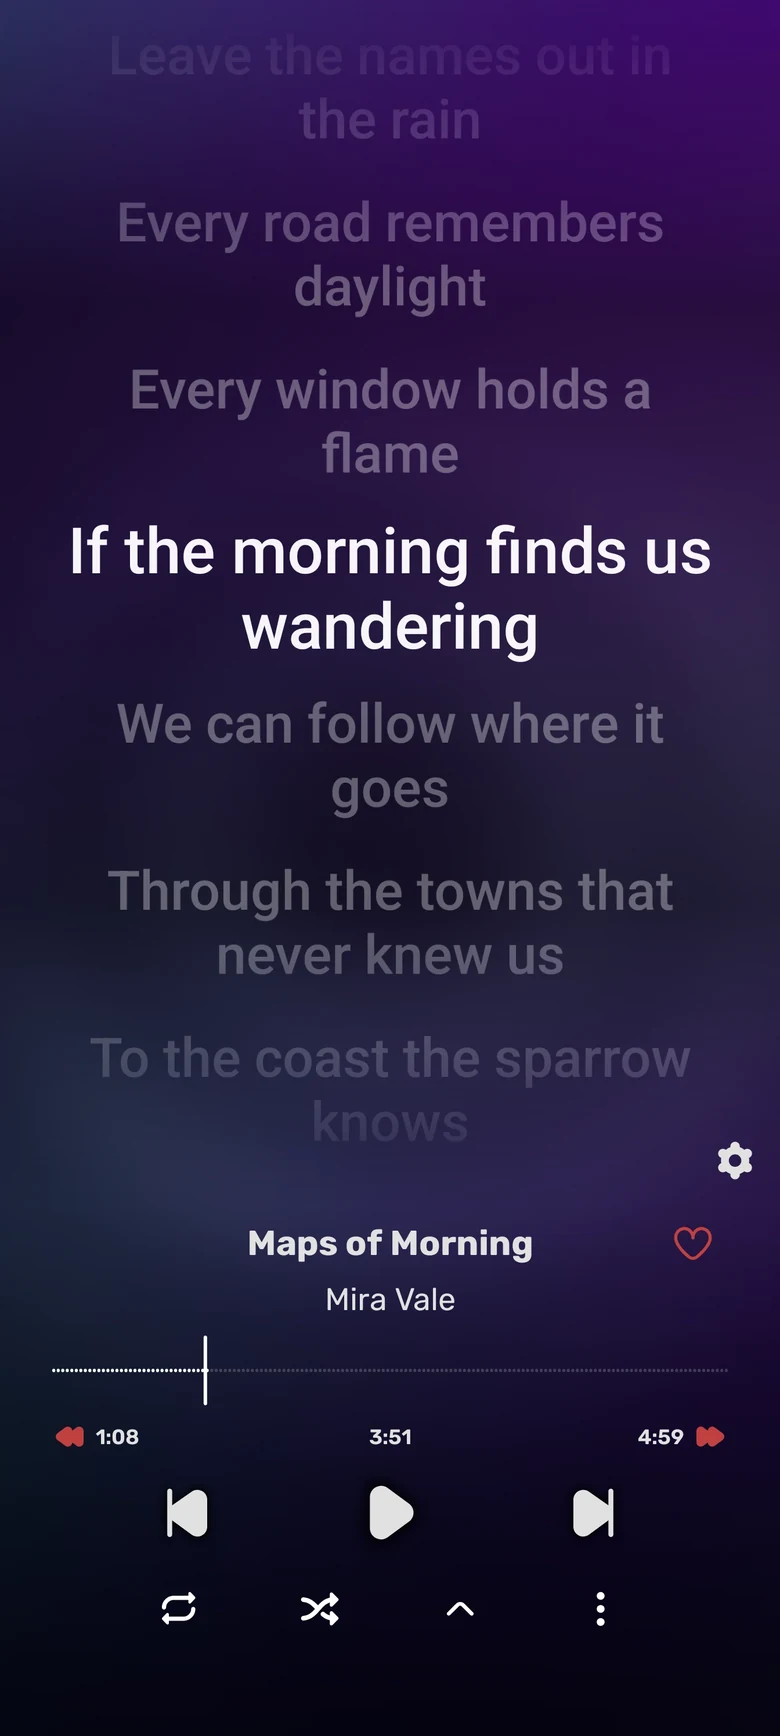 Leave the names out in
the rain
Every road remembers
daylight
Every window holds a
flame
If the morning finds us
wandering
We can follow where it
goes
Through the towns that
never knew us
To the coast the sparrow
knows
Maps of Morning
Mira Vale
1:08 3:51 4:59